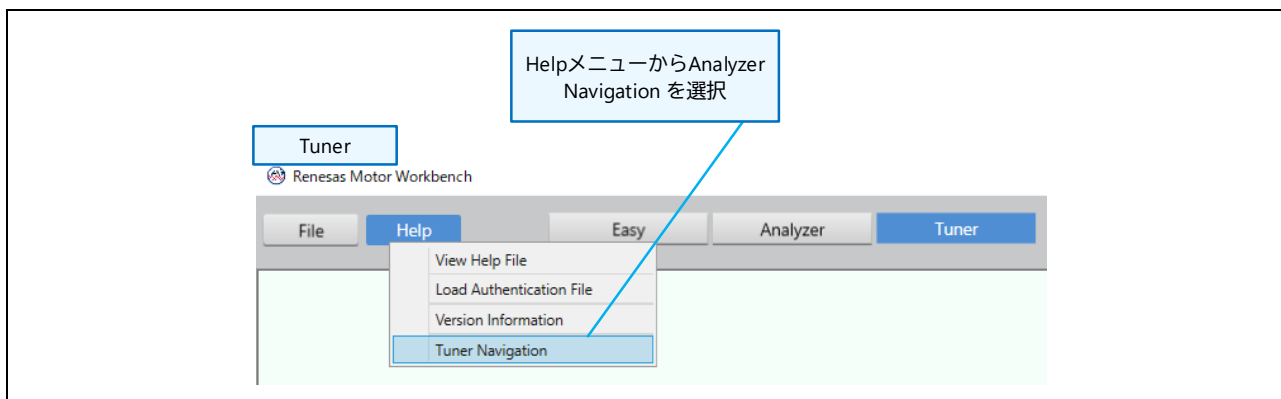 HelpメニューからAnalyzer
Navigation を選択
Tuner
Renesas Motor Workbench
File Help Easy Analyzer Tuner
View Help File
Load Authentication File
Version Information
Tuner Navigation